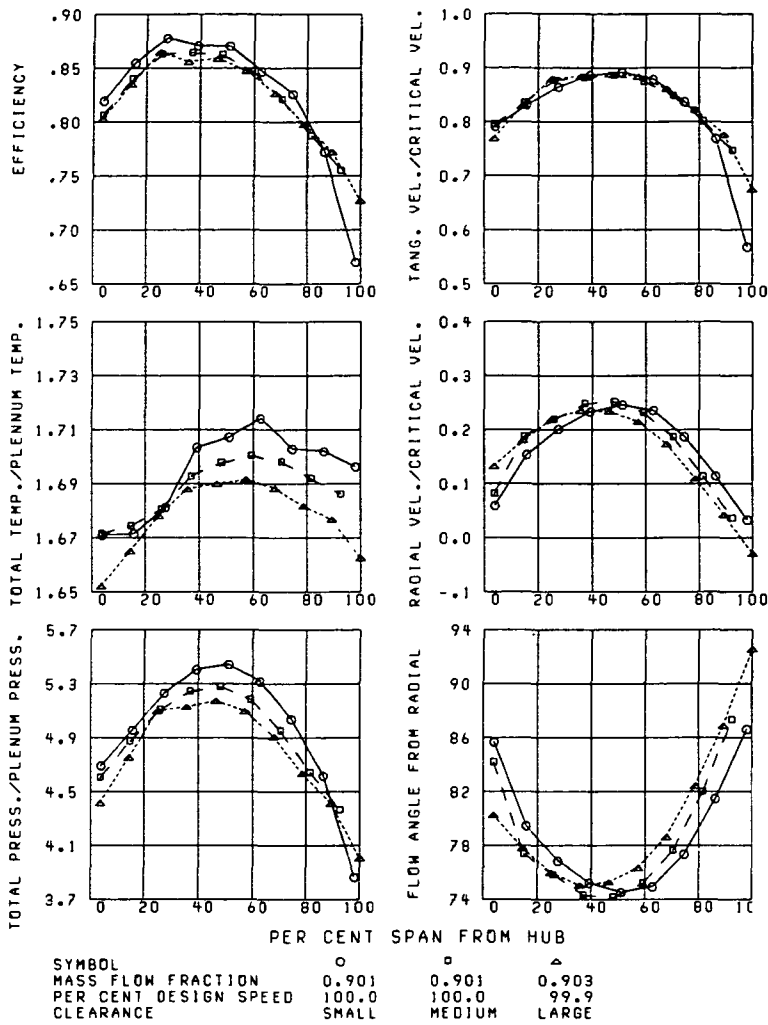 EFFICIENCY
.90
.85
.80
.75
.70
.65
0 20 40 60 80 100
TANG. VEL./CRITICAL VEL.
1.0
0.9
0.8
0.7
0.6
0.5
0 20 40 60 80 100
TOTAL TEMP./PLENNUM TEMP.
1.75
1.73
1.71
1.69
1.67
1.65
0 20 40 60 80 100
RADIAL VEL./CRITICAL VEL.
0.4
0.3
0.2
0.1
0.0
-.1
0 20 40 60 80 100
TOTAL PRESS./PLENUM PRESS.
5.7
5.3
4.9
4.5
4.1
3.7
0 20 40 60 80 100
FLOW ANGLE FROM RADIAL
94
90
86
82
78
74
0 20 40 60 80 10
PER CENT SPAN FROM HUB
SYMBOL
MASS FLOW FRACTION 0.901 0.901 0.903
PER CENT DESIGN SPEED 100.0 100.0 99.9
CLEARANCE SMALL MEDIUM LARGE